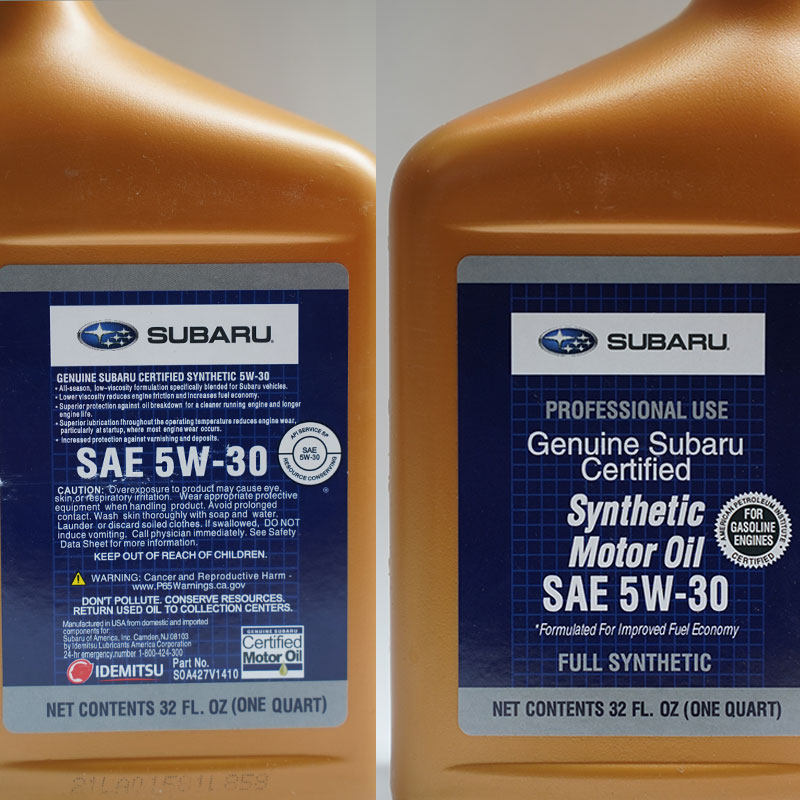 SUBARU.
GENUINE SUBARU CERTIFIED SYNTHETIC 5W-30
• All-season, low-viscosity formulation specifically blended for Subaru vehicles.
• Lower viscosity reduces engine friction and increases fuel economy.
• Superior protection against oil breakdown for a cleaner running engine and longer
engine life.
• Superior lubrication throughout the operating temperature reduces engine wear,
particularly at startup, where most engine wear occurs.
• Increased protection against varnishing and deposits.
SAE 5W-30
API SERVICE SP
SAE
5W-30
RESOURCE CONSERVING
®
CAUTION: Overexposure to product may cause eye,
skin, or respiratory irritation. Wear appropriate protective
equipment when handling product. Avoid prolonged
contact. Wash skin thoroughly with soap and water.
Launder or discard soiled clothes. If swallowed, DO NOT
induce vomiting. Call physician immediately. See Safety
Data Sheet for more information.
KEEP OUT OF REACH OF CHILDREN.
WARNING: Cancer and Reproductive Harm -
www.P65Warnings.ca.gov
DON'T POLLUTE. CONSERVE RESOURCES.
RETURN USED OIL TO COLLECTION CENTERS.
Manufactured in USA from domestic and imported
components for:
Subaru of America, Inc. Camden, NJ 08103
by Idemitsu Lubricants America Corporation
24-hr emergency, number 1-800-424-300
IDEMITSU
Part No.
SOA427V1410
GENUINE SUBARU
Certified
Motor Oil
NET CONTENTS 32 FL. OZ (ONE QUART)
SUBARU.
PROFESSIONAL USE
Genuine Subaru
Certified
Synthetic
Motor Oil
SAE 5W-30
AMERICAN PETROLEUM INSTITUTE
FOR
GASOLINE
ENGINES
CERTIFIED
*Formulated For Improved Fuel Economy
FULL SYNTHETIC
NET CONTENTS 32 FL. OZ (ONE QUART)